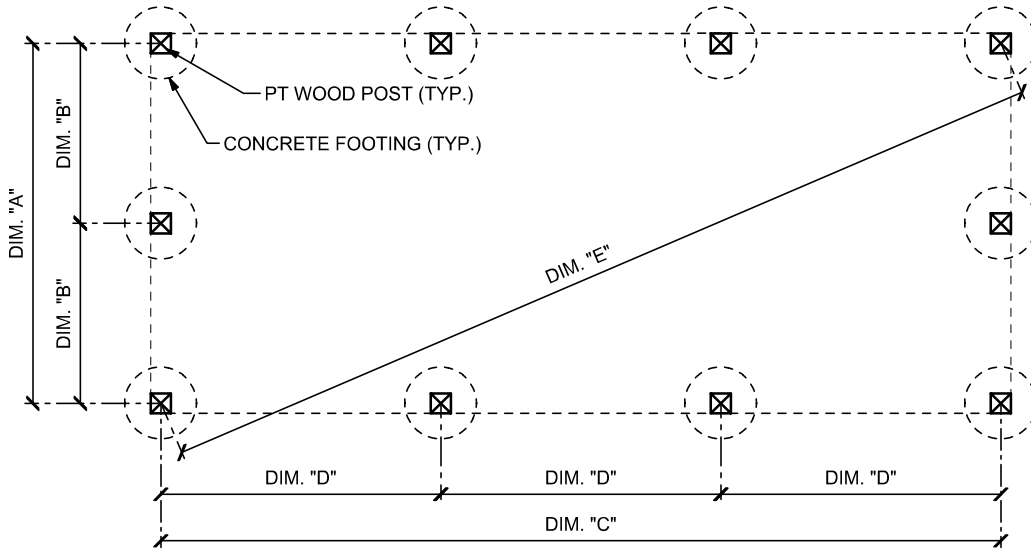 PT WOOD POST (TYP.)
CONCRETE FOOTING (TYP.)
DIM. "B"
DIM. "A"
DIM. "B"
DIM. "E"
DIM. "D"
DIM. "D"
DIM. "D"
DIM. "C"